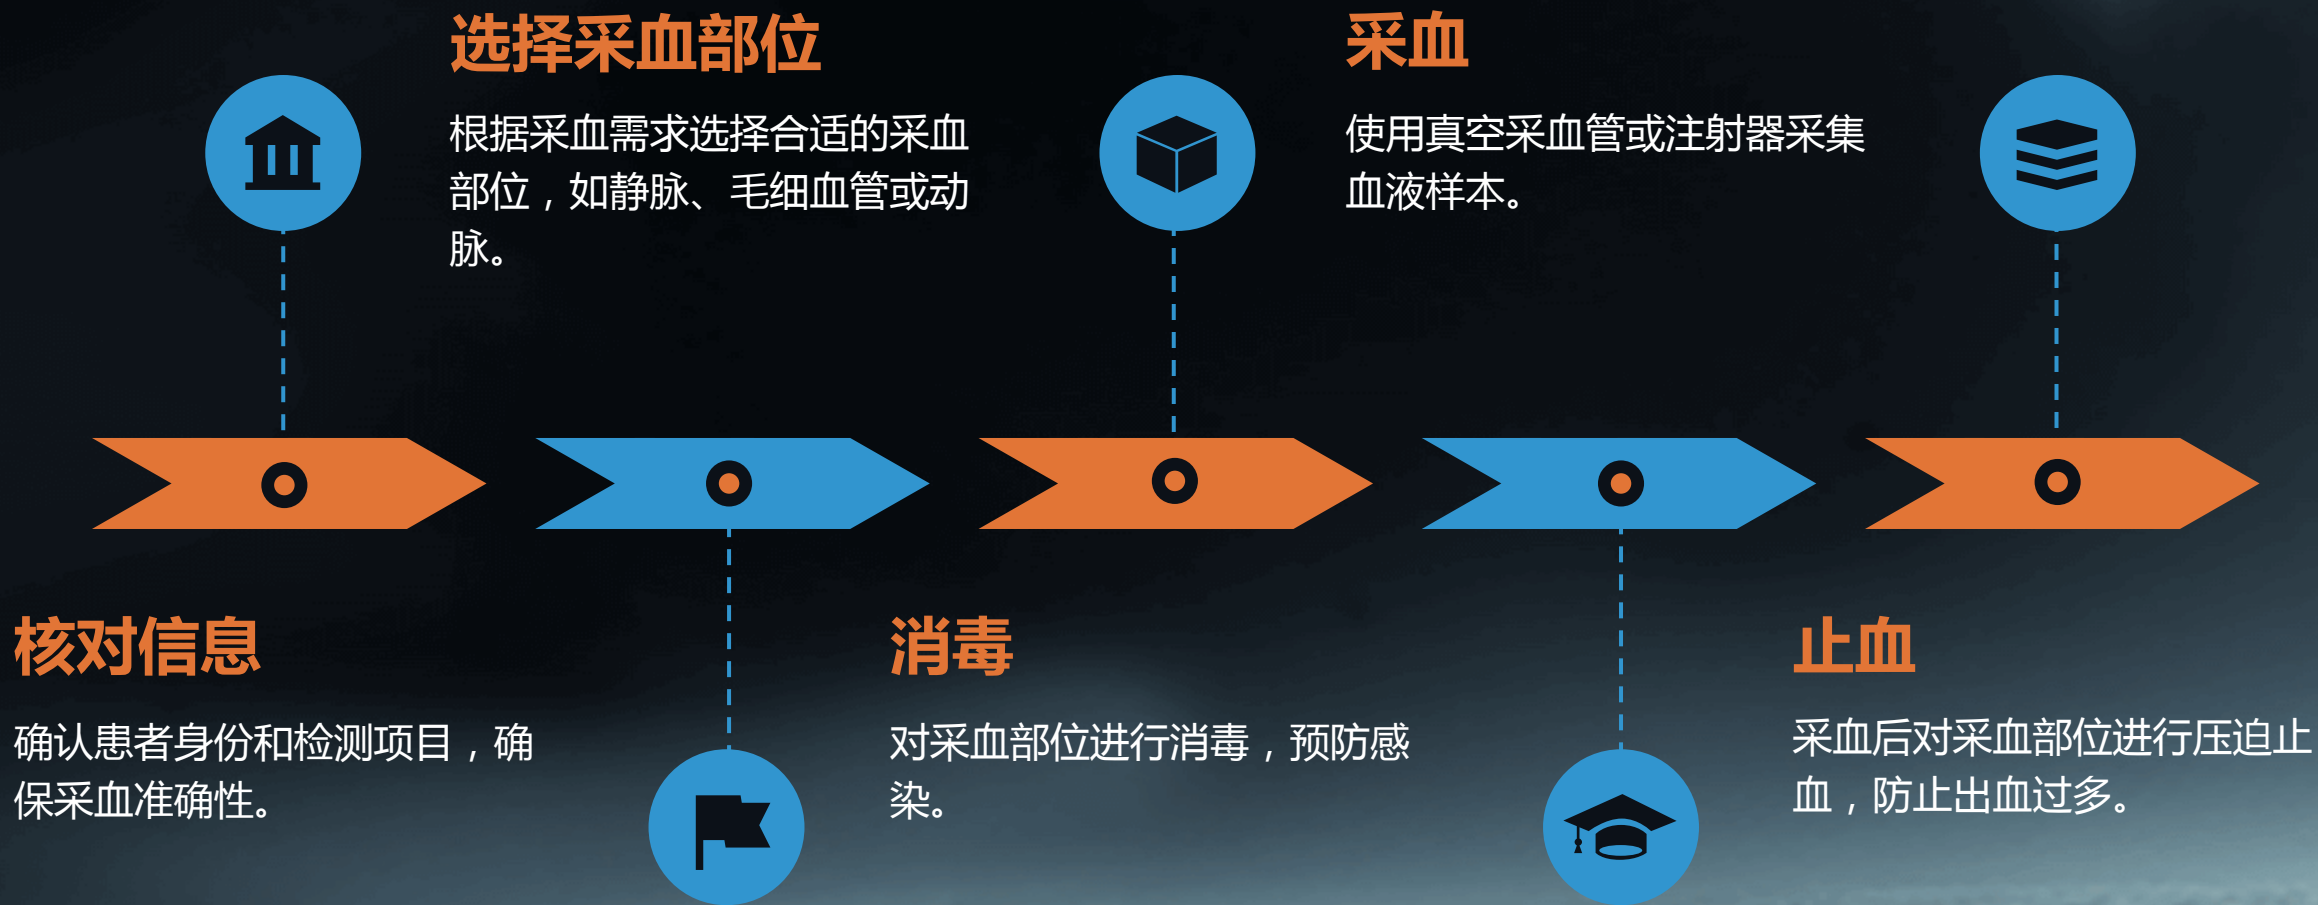 选择采血部位
根据采血需求选择合适的采血
部位，如静脉、毛细血管或动
脉。
采血
使用真空采血管或注射器采集
血液样本。
核对信息
确认患者身份和检测项目，确
保采血准确性。
消毒
对采血部位进行消毒，预防感
染。
止血
采血后对采血部位进行压迫止
血，防止出血过多。